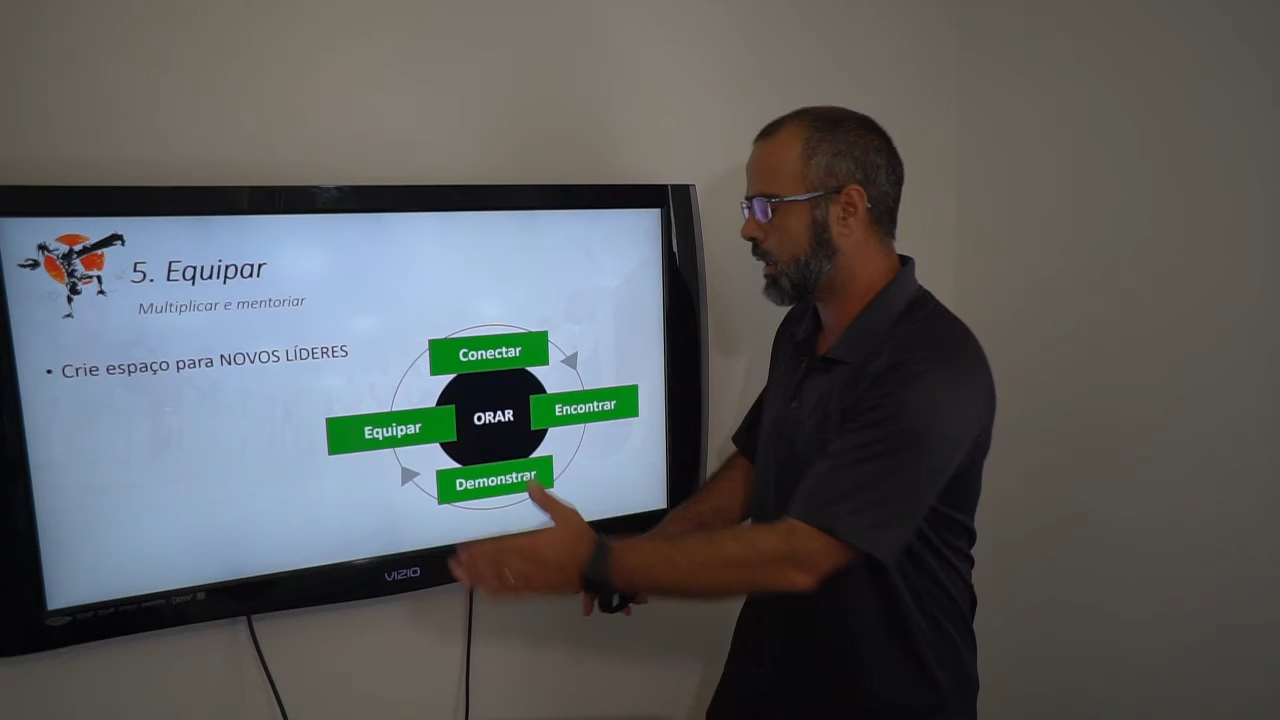 5. Equipar
Multiplicar e mentoriar
• Crie espaço para NOVOS LÍDERES
Conectar
Encontrar
ORAR
Equipar
Demonstrar
VIZIO